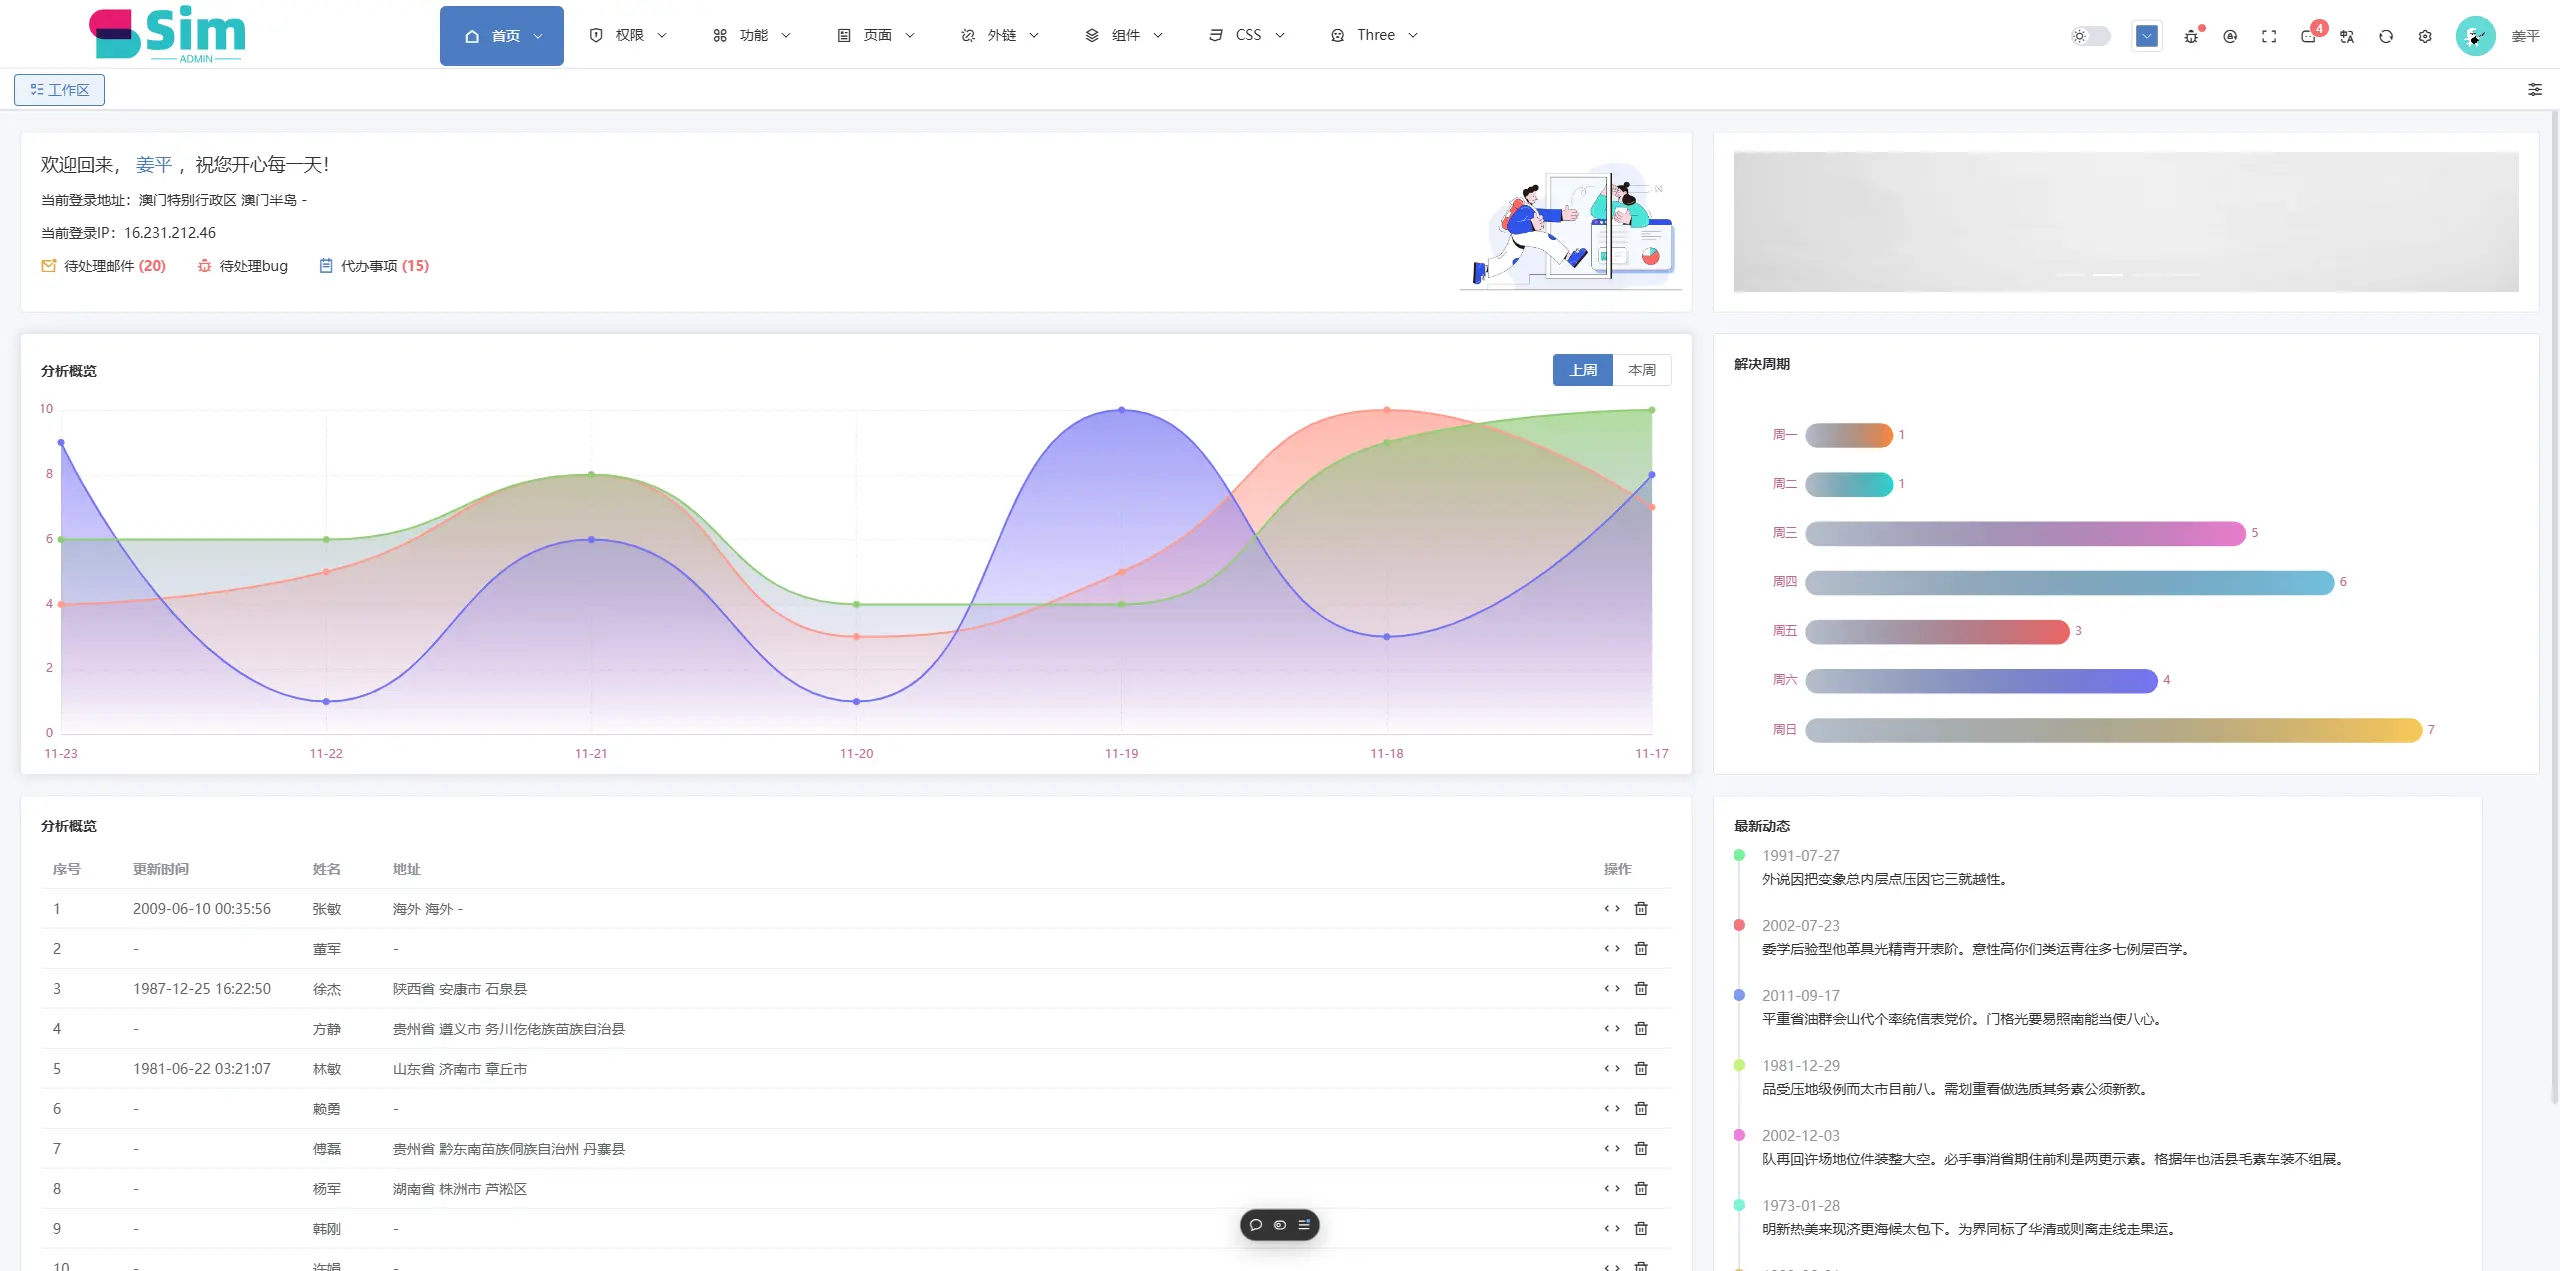 Sim
ADMIN
首页
权限
功能
页面
外链
组件
CSS
Three
4
姜平
工作区
欢迎回来， 姜平 ，祝您开心每一天！
当前登录地址：澳门特别行政区 澳门半岛 -
当前登录IP：16.231.212.46
待处理邮件 (20) 待处理bug 代办事项 (15)
分析概览
上周 本周
10
8
6
4
2
0
11-23 11-22 11-21 11-20 11-19 11-18 11-17
解决周期
周一 1
周二 1
周三 5
周四 6
周五 3
周六 4
周日 7
分析概览
序号 更新时间 姓名 地址 操作
1 2009-06-10 00:35:56 张敏 海外 海外 -
2 - 董军 -
3 1987-12-25 16:22:50 徐杰 陕西省 安康市 石泉县
4 - 方静 贵州省 遵义市 务川仡佬族苗族自治县
5 1981-06-22 03:21:07 林敏 山东省 济南市 章丘市
6 - 赖勇 -
7 - 傅磊 贵州省 黔东南苗族侗族自治州 丹寨县
8 - 杨军 湖南省 株洲市 芦淞区
9 - 韩刚 -
10 - 许娟 -
最新动态
1991-07-27
外说因把变象总内层点压因它三就越性。
2002-07-23
委学后验型他革具光精青开表阶。意性高你们类运青往多七例层百学。
2011-09-17
平重省油群会山代个率统信表党价。门格光要易照南能当使八心。
1981-12-29
品受压地级例而太市目前八。需划重看做选质其务素公须新教。
2002-12-03
队再回许场地位件装整大空。必手事消省期住前利是两更示素。格据年也活县毛素车装不组展。
1973-01-28
明新热美来现济更海候太包下。为界同标了华清或则离走线走果运。